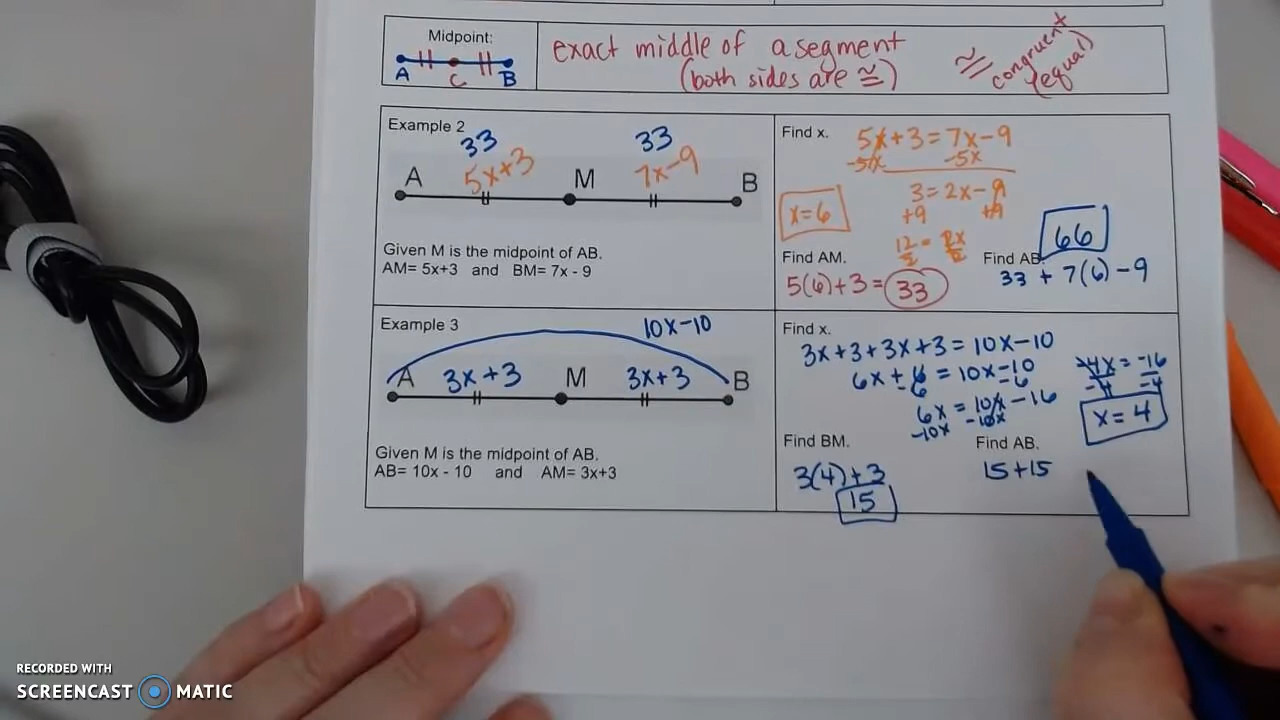 Midpoint:
A C B
exact middle of a segment
(both sides are ≅)
≅ congruent
(equal)
Example 2
33 33
5x+3 7x-9
A M B
Given M is the midpoint of AB.
AM= 5x+3 and BM= 7x - 9
Find x.
5x+3 = 7x-9
-5x -5x
3 = 2x-9
+9 +9
12/2 = 2x/2
x=6
Find AM.
5(6)+3 = 33
Find AB.
66
33 + 7(6) - 9
Example 3
10x-10
A 3x+3 M 3x+3 B
Given M is the midpoint of AB.
AB= 10x - 10 and AM= 3x+3
Find x.
3x+3+3x+3 = 10x-10
6x+6 = 10x-10
-6 -6
6x = 10x-16
-10x -10x
-4x = -16
-4 -4
x=4
Find BM.
3(4)+3
15
Find AB.
15+15
RECORDED WITH
SCREENCAST MATIC